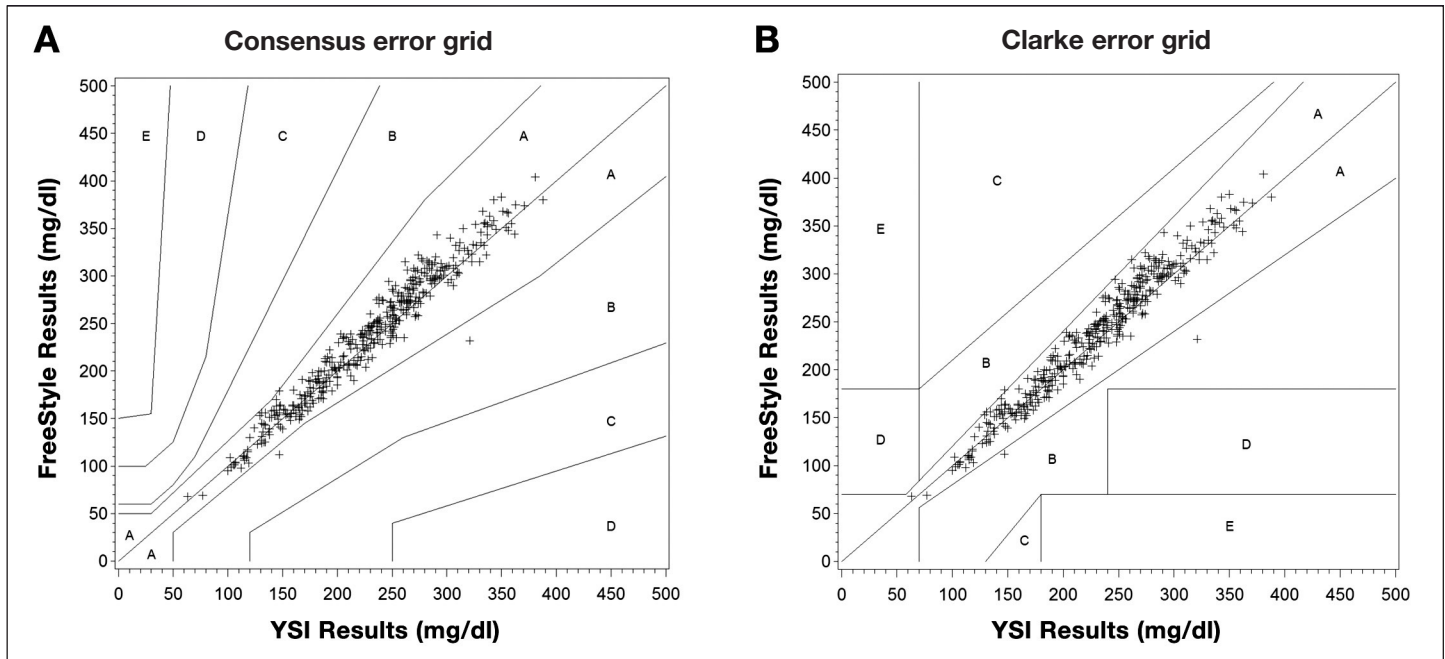 A
Consensus error grid
500
450
400
350
300
250
200
150
100
50
0
FreeStyle Results (mg/dl)
E
D
C
B
A
A
B
C
D
A
A
0 50 100 150 200 250 300 350 400 450 500
YSI Results (mg/dl)
B
Clarke error grid
500
450
400
350
300
250
200
150
100
50
0
FreeStyle Results (mg/dl)
A
C
A
E
B
D
B
D
C
E
0 50 100 150 200 250 300 350 400 450 500
YSI Results (mg/dl)